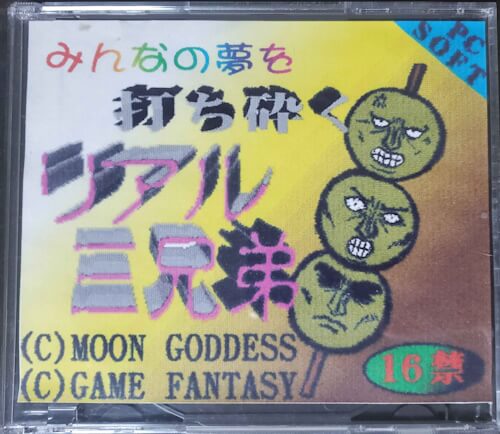 みんなの夢を
打ち砕く
リアル
三兄弟
PC
SOFT
(C)MOON GODDESS
(C)GAME FANTASY
16禁